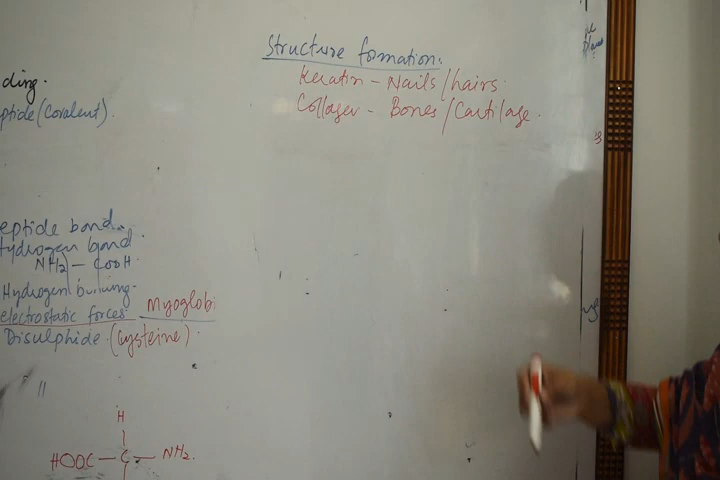 Structure formation.
Keratin - Nails/hairs.
Collagen - Bones/Cartilage.
ding.
ptide (Covalent).
eptide bond.
Hydrogen bond.
NH2 - COOH
Hydrogen
electrostatic forces. Myoglobi
Disulphide (cysteine).
H
HOOC - C - NH2.